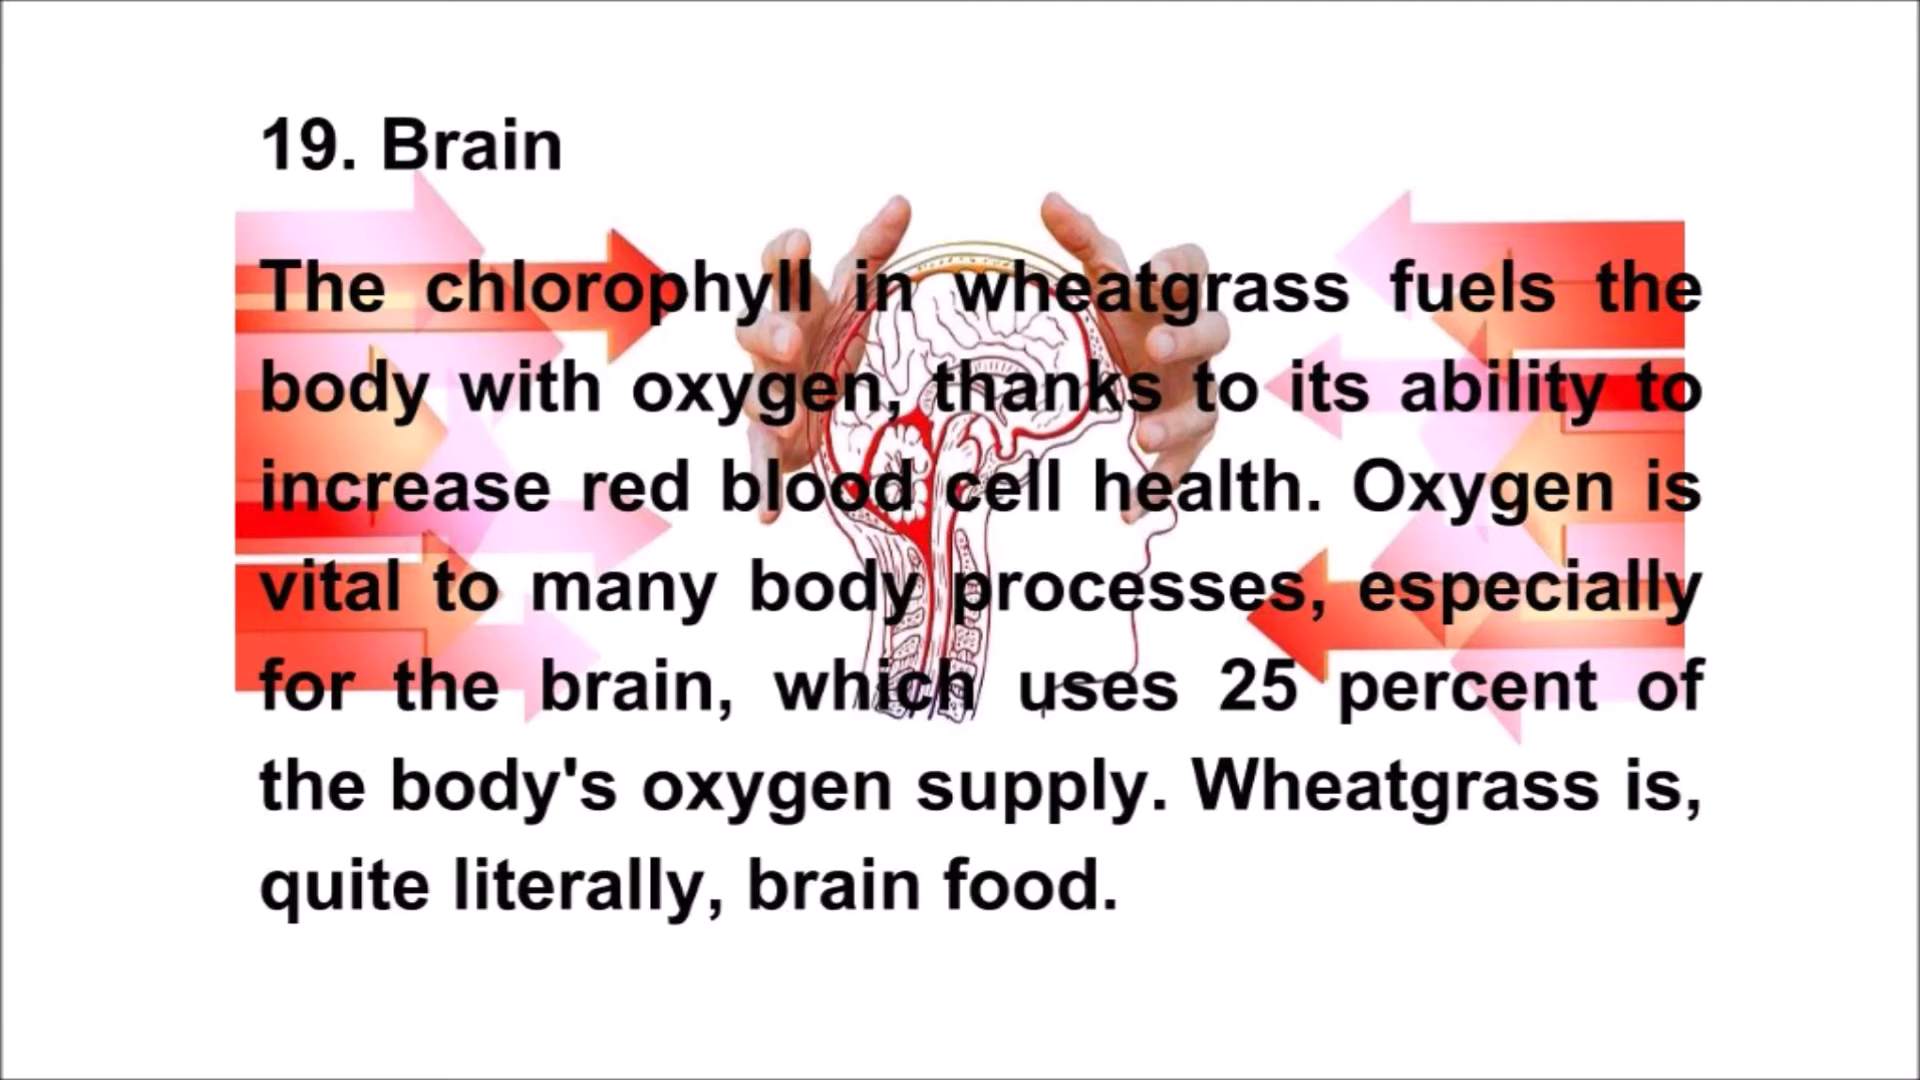 19. Brain
The chlorophyll in wheatgrass fuels the
body with oxygen, thanks to its ability to
increase red blood cell health. Oxygen is
vital to many body processes, especially
for the brain, which uses 25 percent of
the body's oxygen supply. Wheatgrass is,
quite literally, brain food.